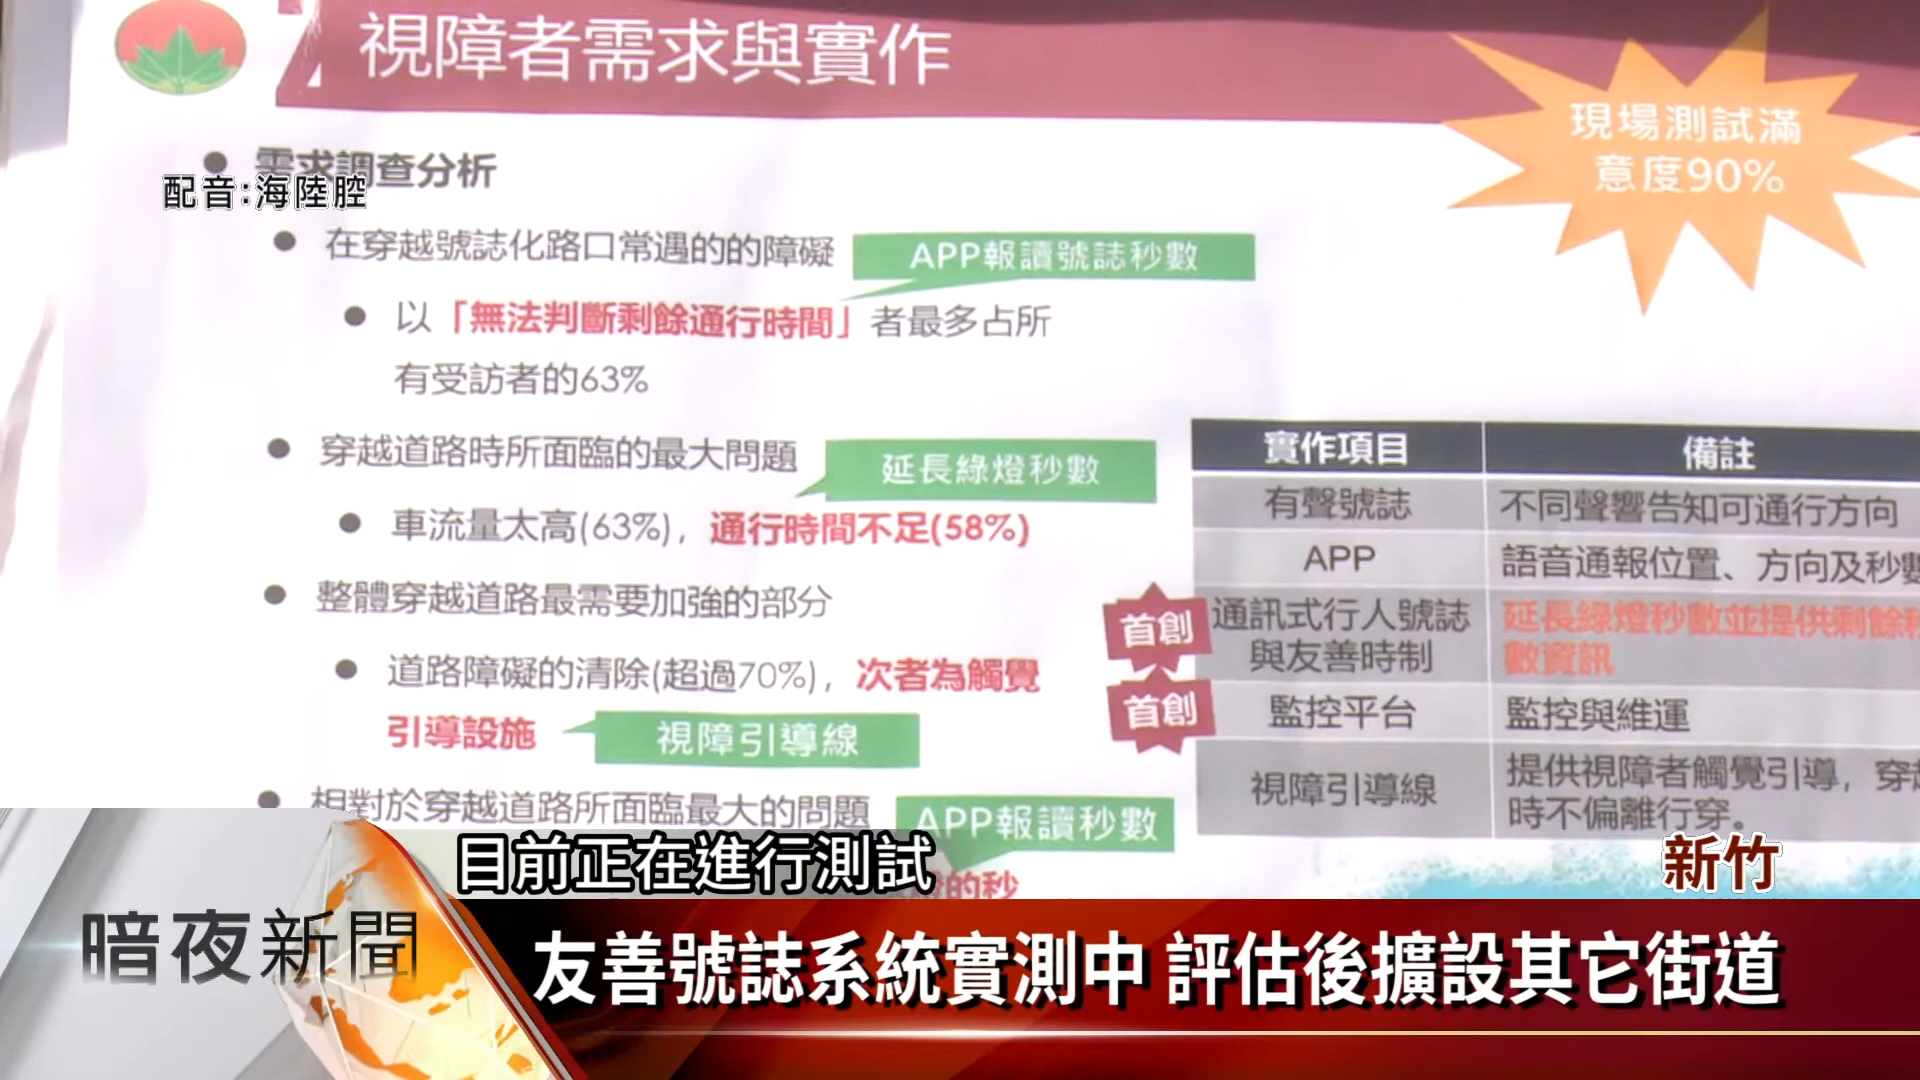 視障者需求與實作
現場測試滿
意度90%
需求調查分析
配音:海陸腔
在穿越號誌化路口常遇的的障礙
APP報讀號誌秒數
以「無法判斷剩餘通行時間」者最多占所
有受訪者的63%
穿越道路時所面臨的最大問題
延長綠燈秒數
車流量太高(63%),通行時間不足(58%)
整體穿越道路最需要加強的部分
道路障礙的清除(超過70%),次者為觸覺
引導設施
視障引導線
相對於穿越道路所面臨最大的問題
APP報讀秒數
的秒
實作項目 備註
有聲號誌 不同聲響告知可通行方向
APP 語音通報位置、方向及秒數
首創 通訊式行人號誌 延長綠燈秒數並提供剩餘秒
與友善時制 數資訊
首創 監控平台 監控與維運
視障引導線 提供視障者觸覺引導,穿越
時不偏離行穿。
目前正在進行測試
新竹
暗夜新聞
友善號誌系統實測中 評估後擴設其它街道